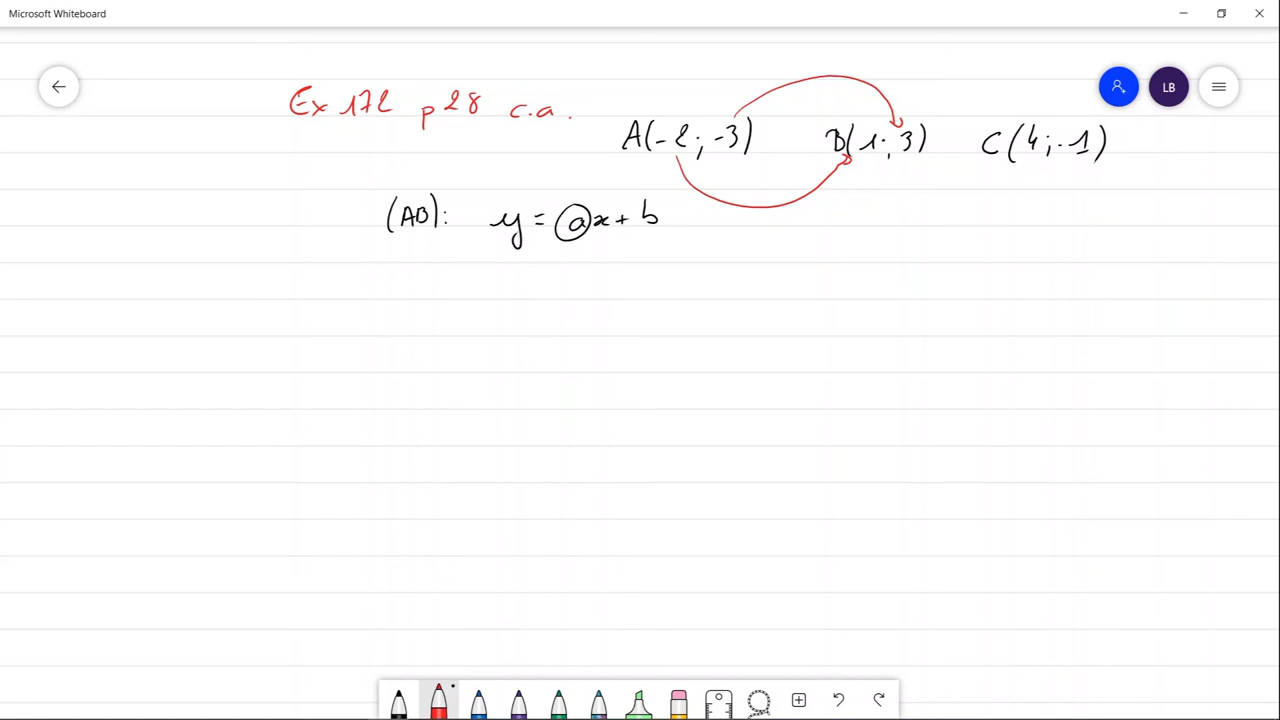 Microsoft Whiteboard
LB
Ex 172 p28 c.a.
A(-2; -3) B(1; 3) C(4; -1)
(AB): y = ax + b